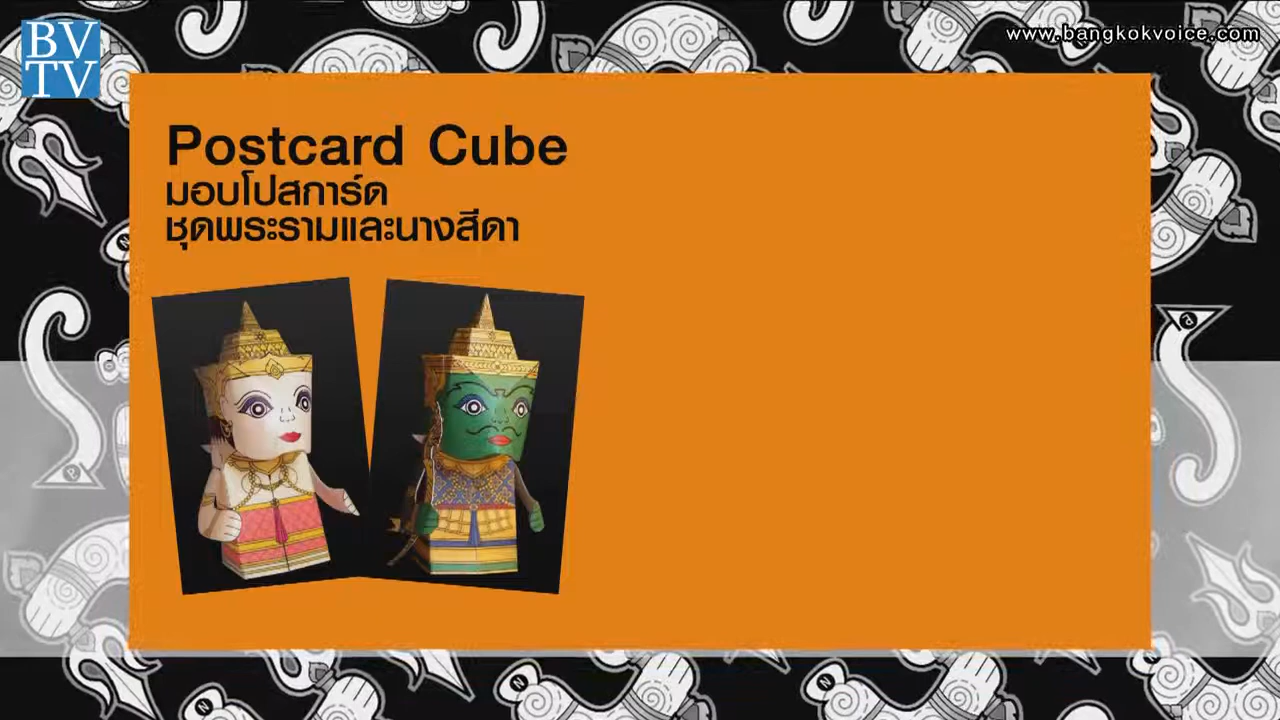 BV
TV
www.bangkokvoice.com
Postcard Cube
มอบโปสการ์ด
ชุดพระรามและนางสีดา